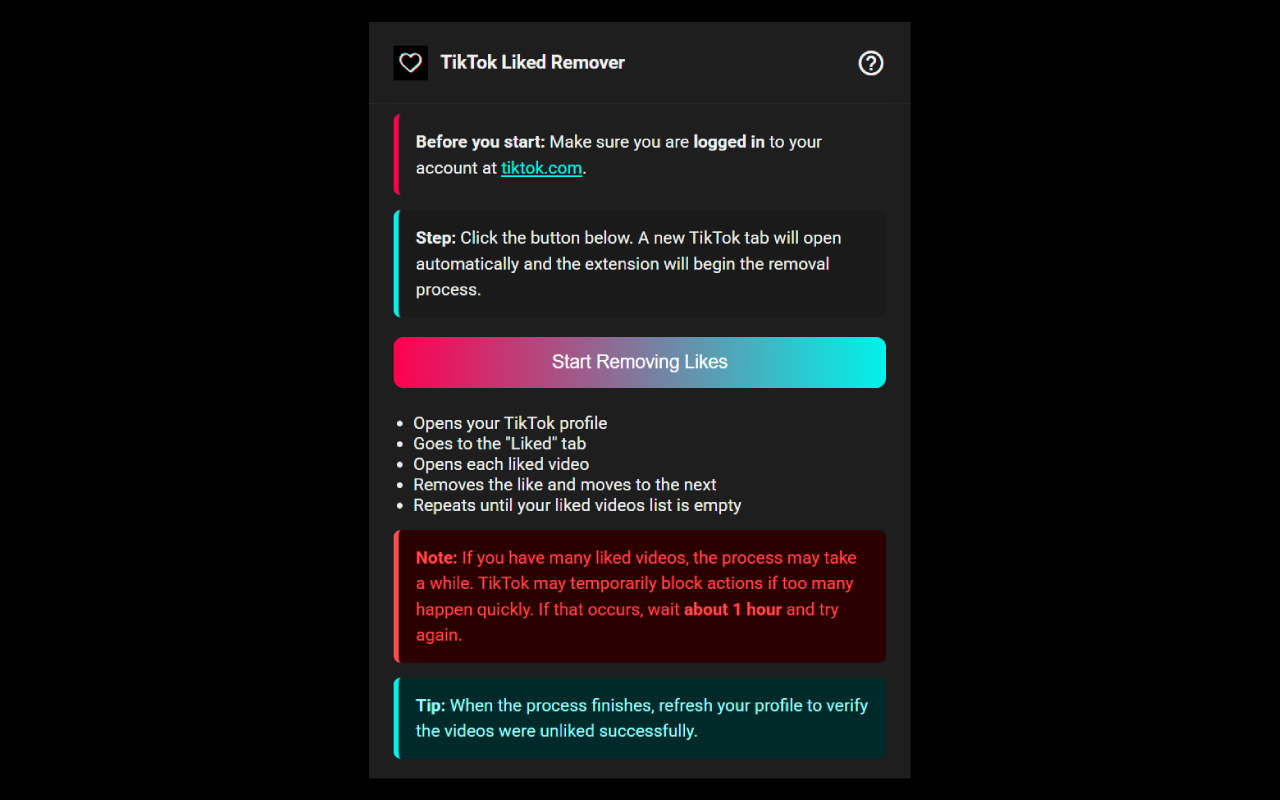 TikTok Liked Remover
Before you start: Make sure you are logged in to your
account at tiktok.com.
Step: Click the button below. A new TikTok tab will open
automatically and the extension will begin the removal
process.
Start Removing Likes
• Opens your TikTok profile
• Goes to the "Liked" tab
• Opens each liked video
• Removes the like and moves to the next
• Repeats until your liked videos list is empty
Note: If you have many liked videos, the process may take
a while. TikTok may temporarily block actions if too many
happen quickly. If that occurs, wait about 1 hour and try
again.
Tip: When the process finishes, refresh your profile to verify
the videos were unliked successfully.